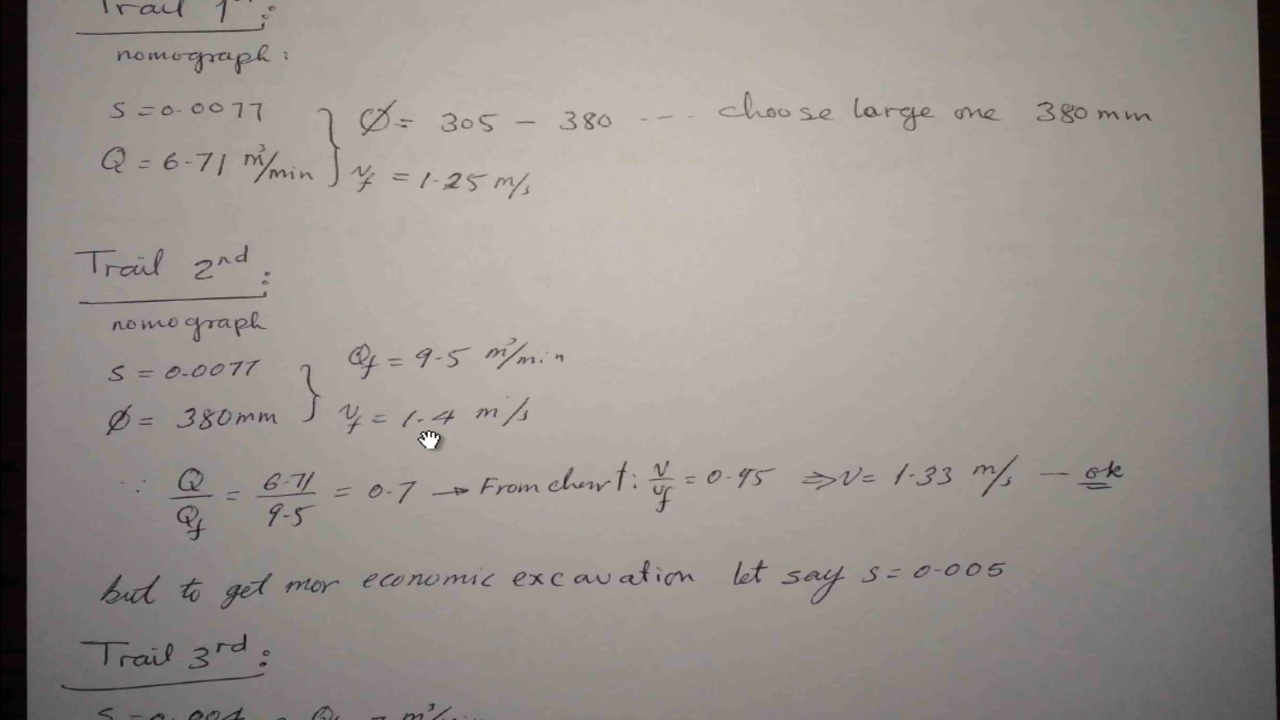 Trail 1st :
nomograph :
S = 0.0077 } Ø = 305 - 380 --- choose large one 380 mm
Q = 6.71 m³/min } vf = 1.25 m/s
Trail 2nd :
nomograph
S = 0.0077 } Qf = 9.5 m³/min
Ø = 380mm } vf = 1.4 m/s
∵ Q/Qf = 6.71/9.5 = 0.7 → From chart : v/vf = 0.95 ⇒ v = 1.33 m/s — ok
but to get mor economic excavation let say S = 0.005
Trail 3rd :